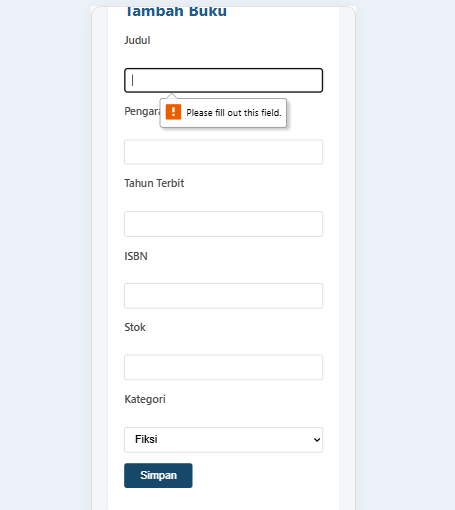 Tambah Buku
Judul
Please fill out this field.
Tahun Terbit
ISBN
Stok
Kategori
Fiksi
Simpan